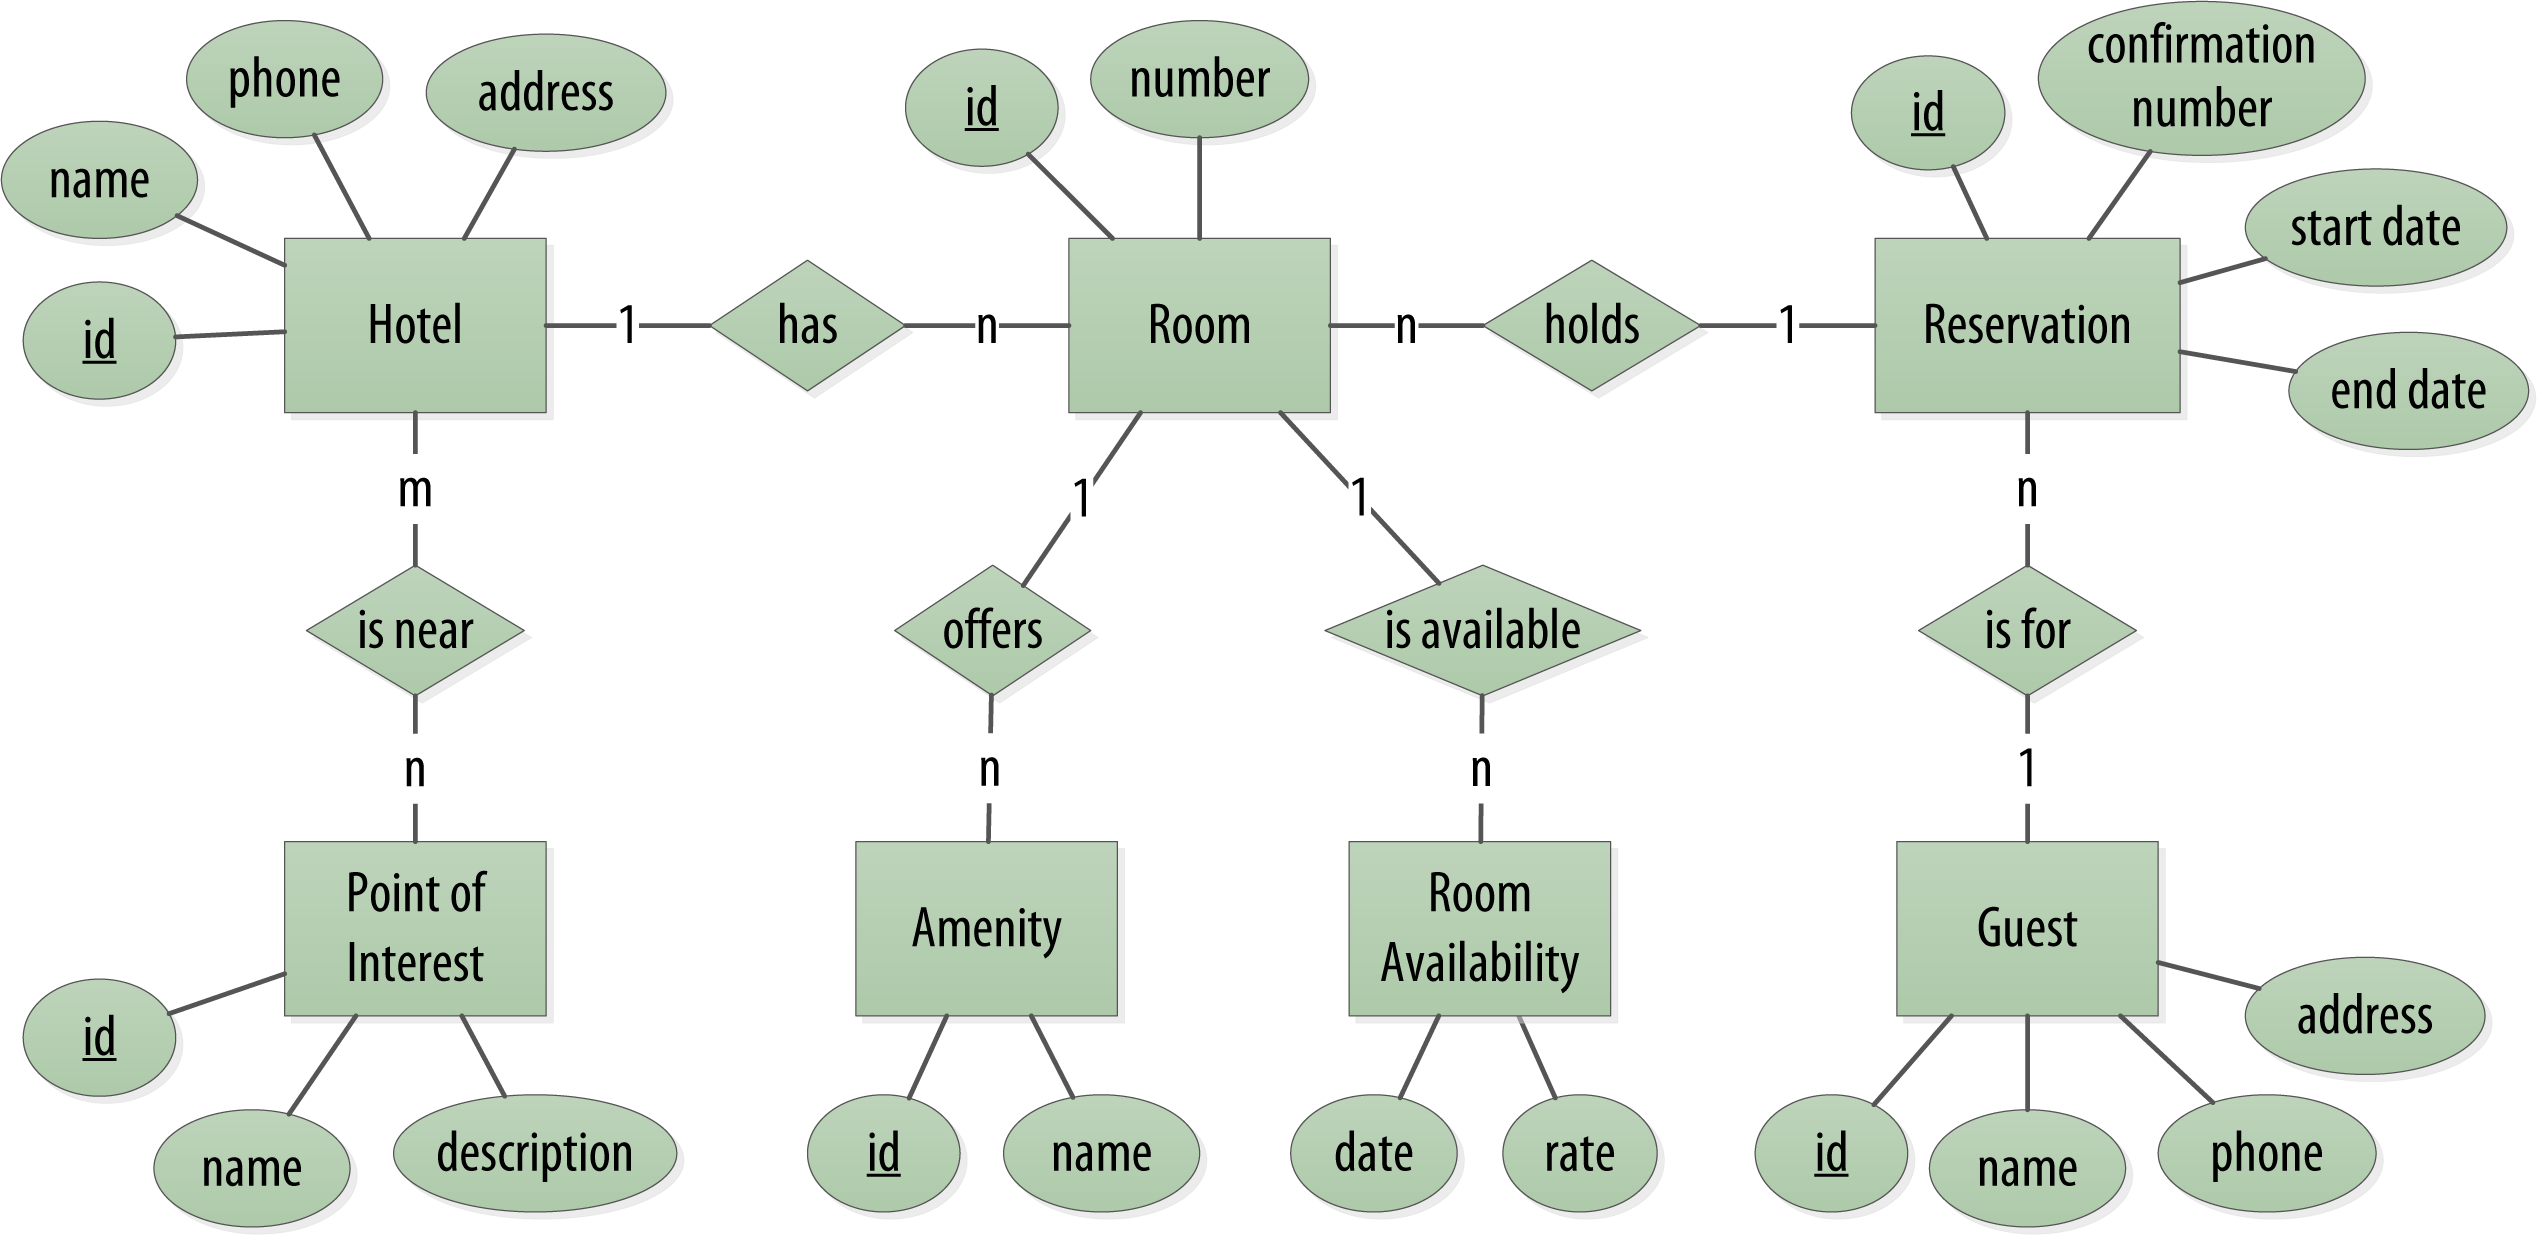 phone
address
name
id
Hotel
1
has
n
id
number
Room
n
holds
1
id
confirmation
number
start date
end date
Reservation
m
is near
n
1
offers
n
1
is available
n
n
is for
1
Point of
Interest
id
name
description
Amenity
id
name
Room
Availability
date
rate
Guest
address
id
name
phone